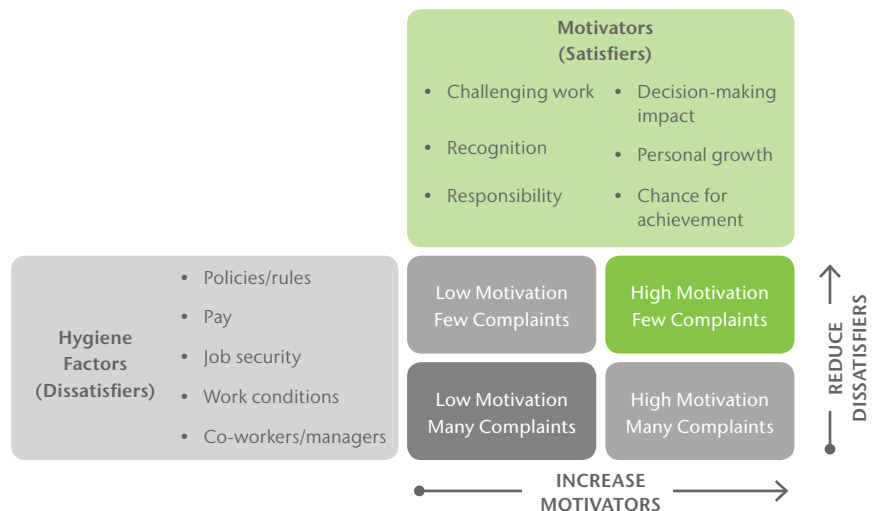 Motivators
(Satisfiers)
• Challenging work
• Recognition
• Responsibility
• Decision-making
impact
• Personal growth
• Chance for
achievement
Hygiene
Factors
(Dissatisfiers)
• Policies/rules
• Pay
• Job security
• Work conditions
• Co-workers/managers
Low Motivation
Few Complaints
High Motivation
Few Complaints
Low Motivation
Many Complaints
High Motivation
Many Complaints
REDUCE
DISSATISFIERS
INCREASE
MOTIVATORS